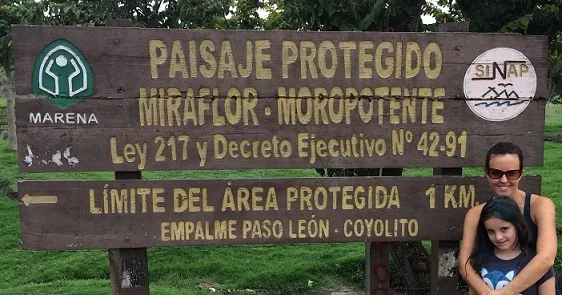 PAISAJE PROTEGIDO
MIRAFLOR - MOROPOTENTE
Ley 217 y Decreto Ejecutivo Nº 42-91
MARENA
SINAP
LÍMITE DEL ÁREA PROTEGIDA 1 KM
EMPALME PASO LEÓN - COYOLITO